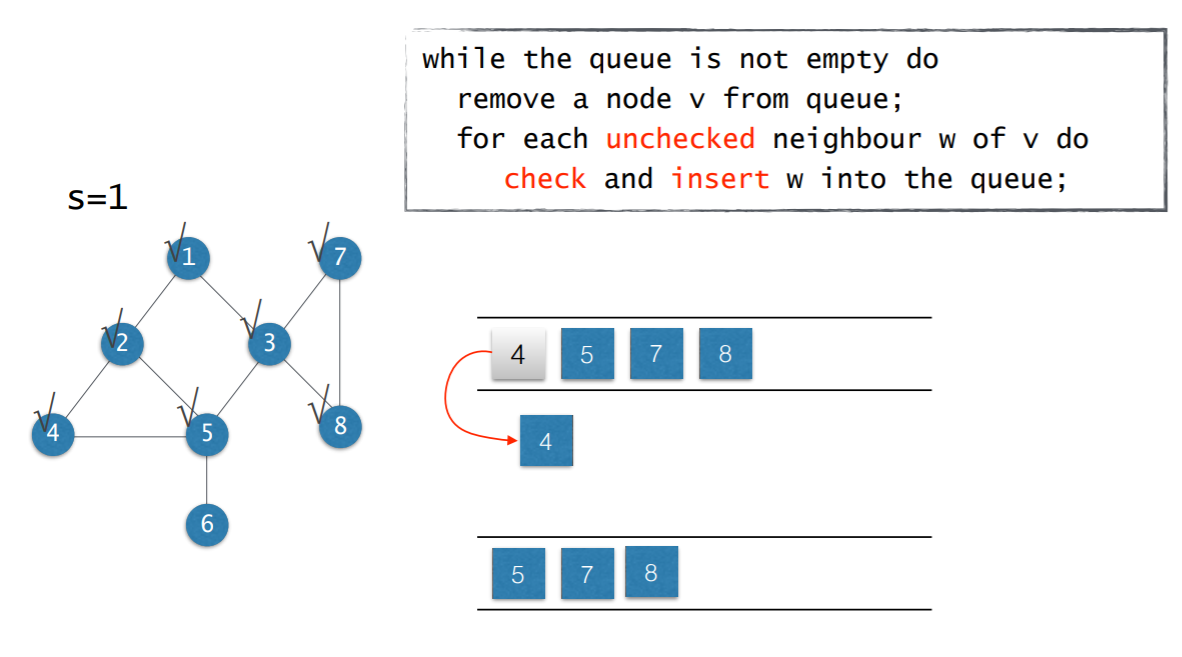 while the queue is not empty do
remove a node v from queue;
for each unchecked neighbour w of v do
check and insert w into the queue;
s=1
√ 1
√ 7
√ 2
√ 3
√ 4
√ 5
√ 8
6
4 5 7 8
4
5 7 8